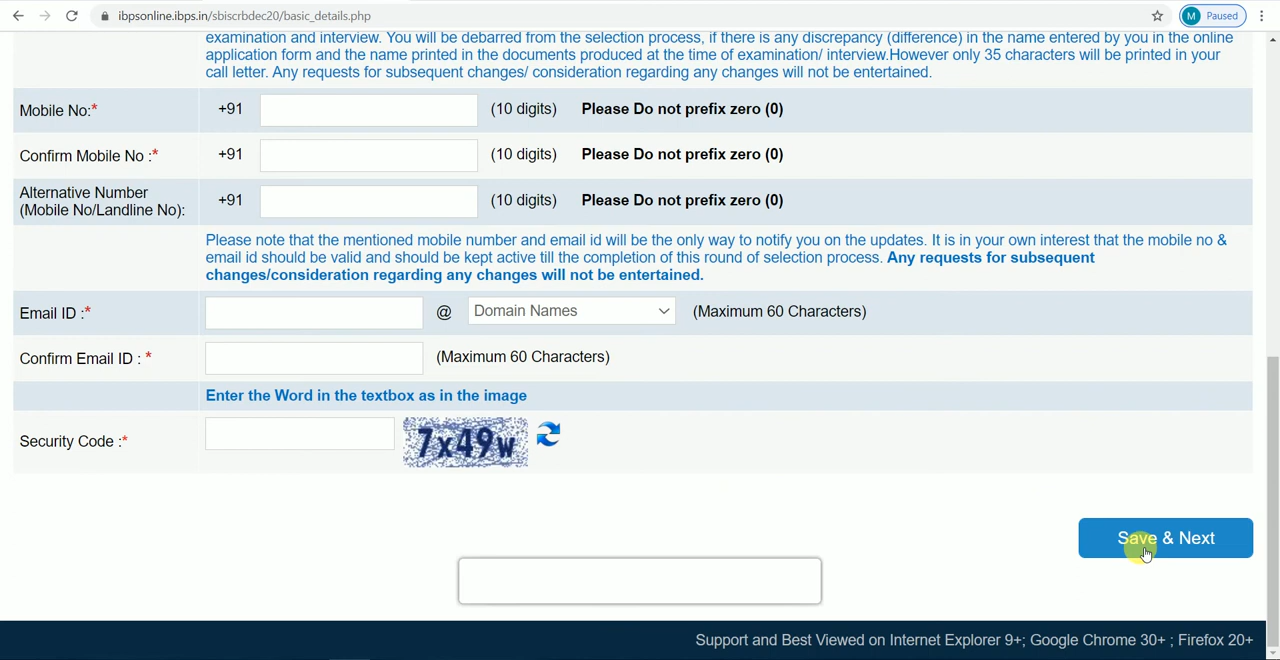 ibpsonline.ibps.in/sbiscrbdec20/basic_details.php
M Paused
examination and interview. You will be debarred from the selection process, if there is any discrepancy (difference) in the name entered by you in the online
application form and the name printed in the documents produced at the time of examination/ interview.However only 35 characters will be printed in your
call letter. Any requests for subsequent changes/ consideration regarding any changes will not be entertained.
Mobile No:* +91 (10 digits) Please Do not prefix zero (0)
Confirm Mobile No :* +91 (10 digits) Please Do not prefix zero (0)
Alternative Number
(Mobile No/Landline No): +91 (10 digits) Please Do not prefix zero (0)
Please note that the mentioned mobile number and email id will be the only way to notify you on the updates. It is in your own interest that the mobile no &
email id should be valid and should be kept active till the completion of this round of selection process. Any requests for subsequent
changes/consideration regarding any changes will not be entertained.
Email ID :* @ Domain Names (Maximum 60 Characters)
Confirm Email ID : * (Maximum 60 Characters)
Enter the Word in the textbox as in the image
Security Code :* 7x49w
Save & Next
Support and Best Viewed on Internet Explorer 9+; Google Chrome 30+ ; Firefox 20+